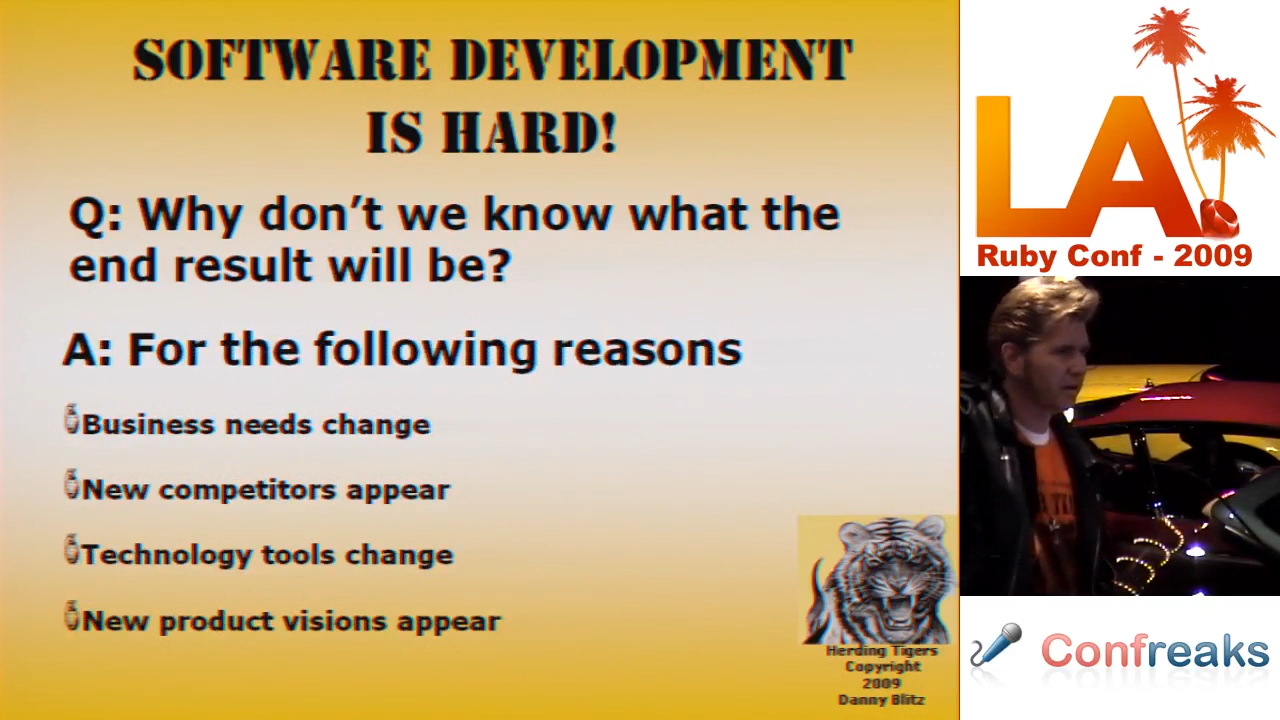 SOFTWARE DEVELOPMENT
IS HARD!
Q: Why don't we know what the
end result will be?
A: For the following reasons
Business needs change
New competitors appear
Technology tools change
New product visions appear
Herding Tigers
Copyright
2009
Danny Blitz
LA
Ruby Conf - 2009
Confreaks